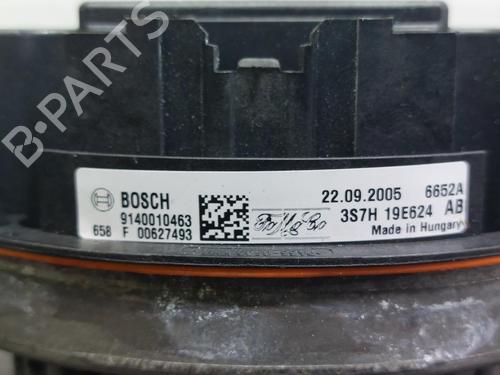 B-PARTS
BOSCH
9140010463
658 F 00627493
22.09.2005 6652A
3S7H 19E624 AB
Made in Hungary